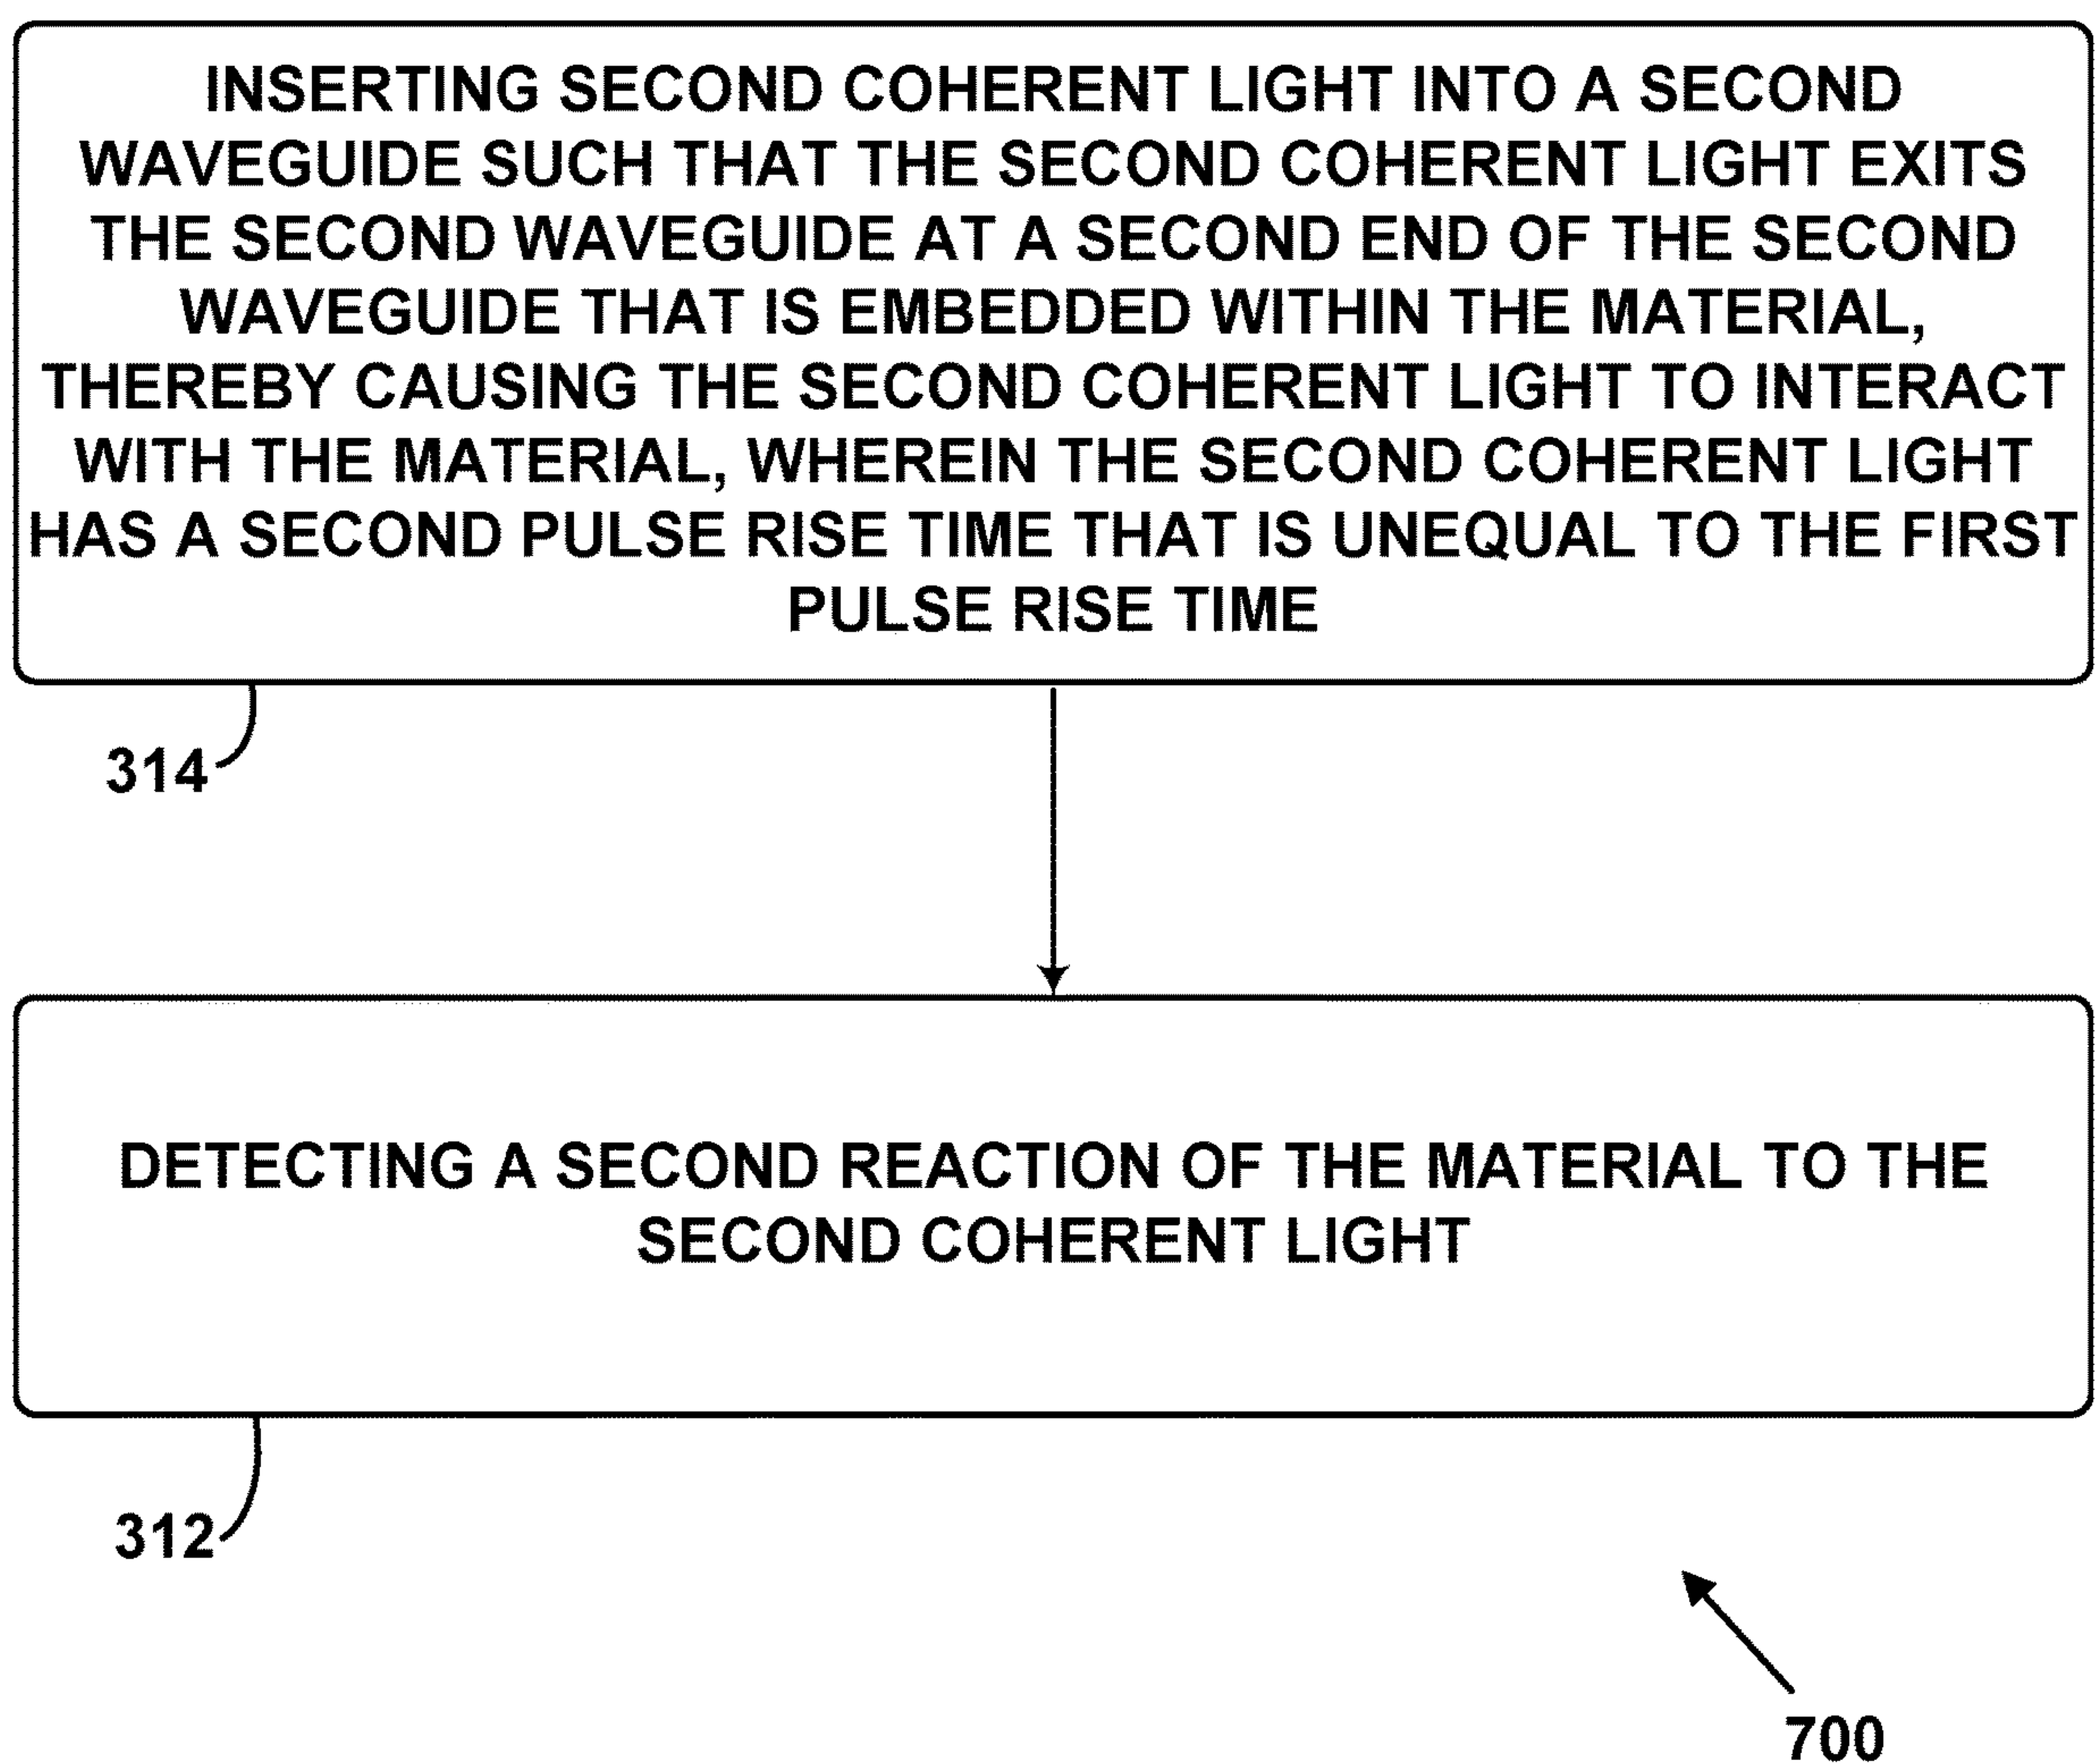 INSERTING SECOND COHERENT LIGHT INTO A SECOND
WAVEGUIDE SUCH THAT THE SECOND COHERENT LIGHT EXITS
THE SECOND WAVEGUIDE AT A SECOND END OF THE SECOND
WAVEGUIDE THAT IS EMBEDDED WITHIN THE MATERIAL,
THEREBY CAUSING THE SECOND COHERENT LIGHT TO INTERACT
WITH THE MATERIAL, WHEREIN THE SECOND COHERENT LIGHT
HAS A SECOND PULSE RISE TIME THAT IS UNEQUAL TO THE FIRST
PULSE RISE TIME
314
DETECTING A SECOND REACTION OF THE MATERIAL TO THE
SECOND COHERENT LIGHT
312
700